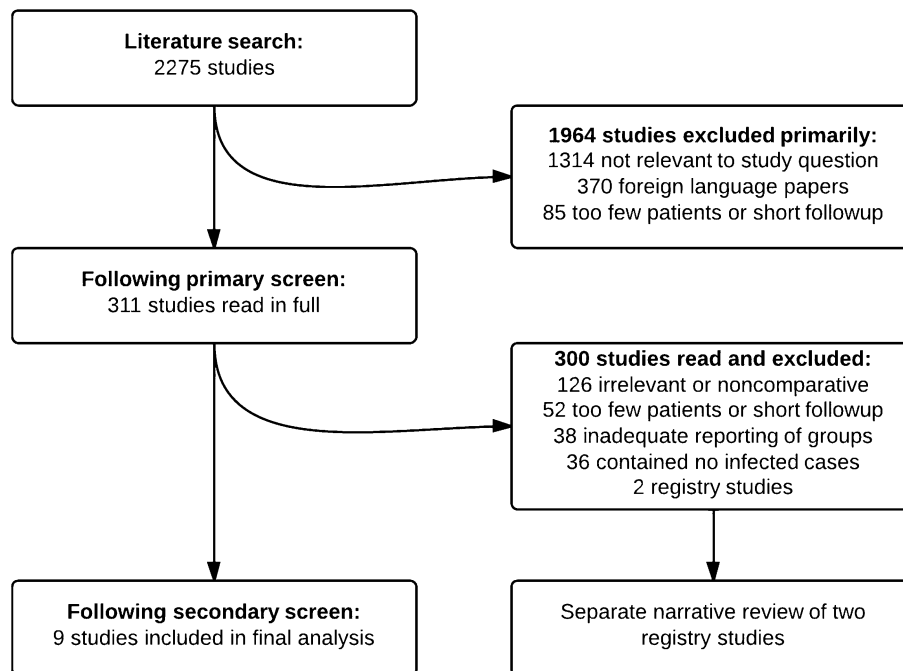 Literature search:
2275 studies
1964 studies excluded primarily:
1314 not relevant to study question
370 foreign language papers
85 too few patients or short followup
Following primary screen:
311 studies read in full
300 studies read and excluded:
126 irrelevant or noncomparative
52 too few patients or short followup
38 inadequate reporting of groups
36 contained no infected cases
2 registry studies
Following secondary screen:
9 studies included in final analysis
Separate narrative review of two
registry studies